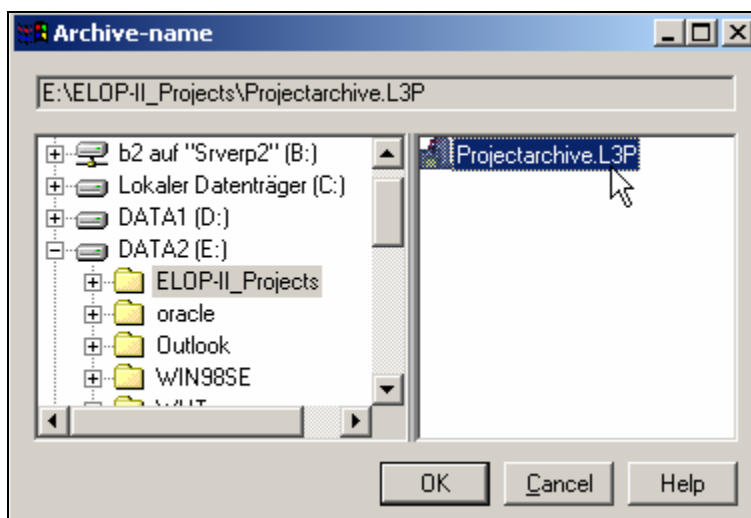 Archive-name
E:\ELOP-II_Projects\Projectarchive.L3P
b2 auf "Srverp2" (B:)
Lokaler Datenträger (C:)
DATA1 (D:)
DATA2 (E:)
ELOP-II_Projects
oracle
Outlook
WIN98SE
Projectarchive.L3P
OK
Cancel
Help